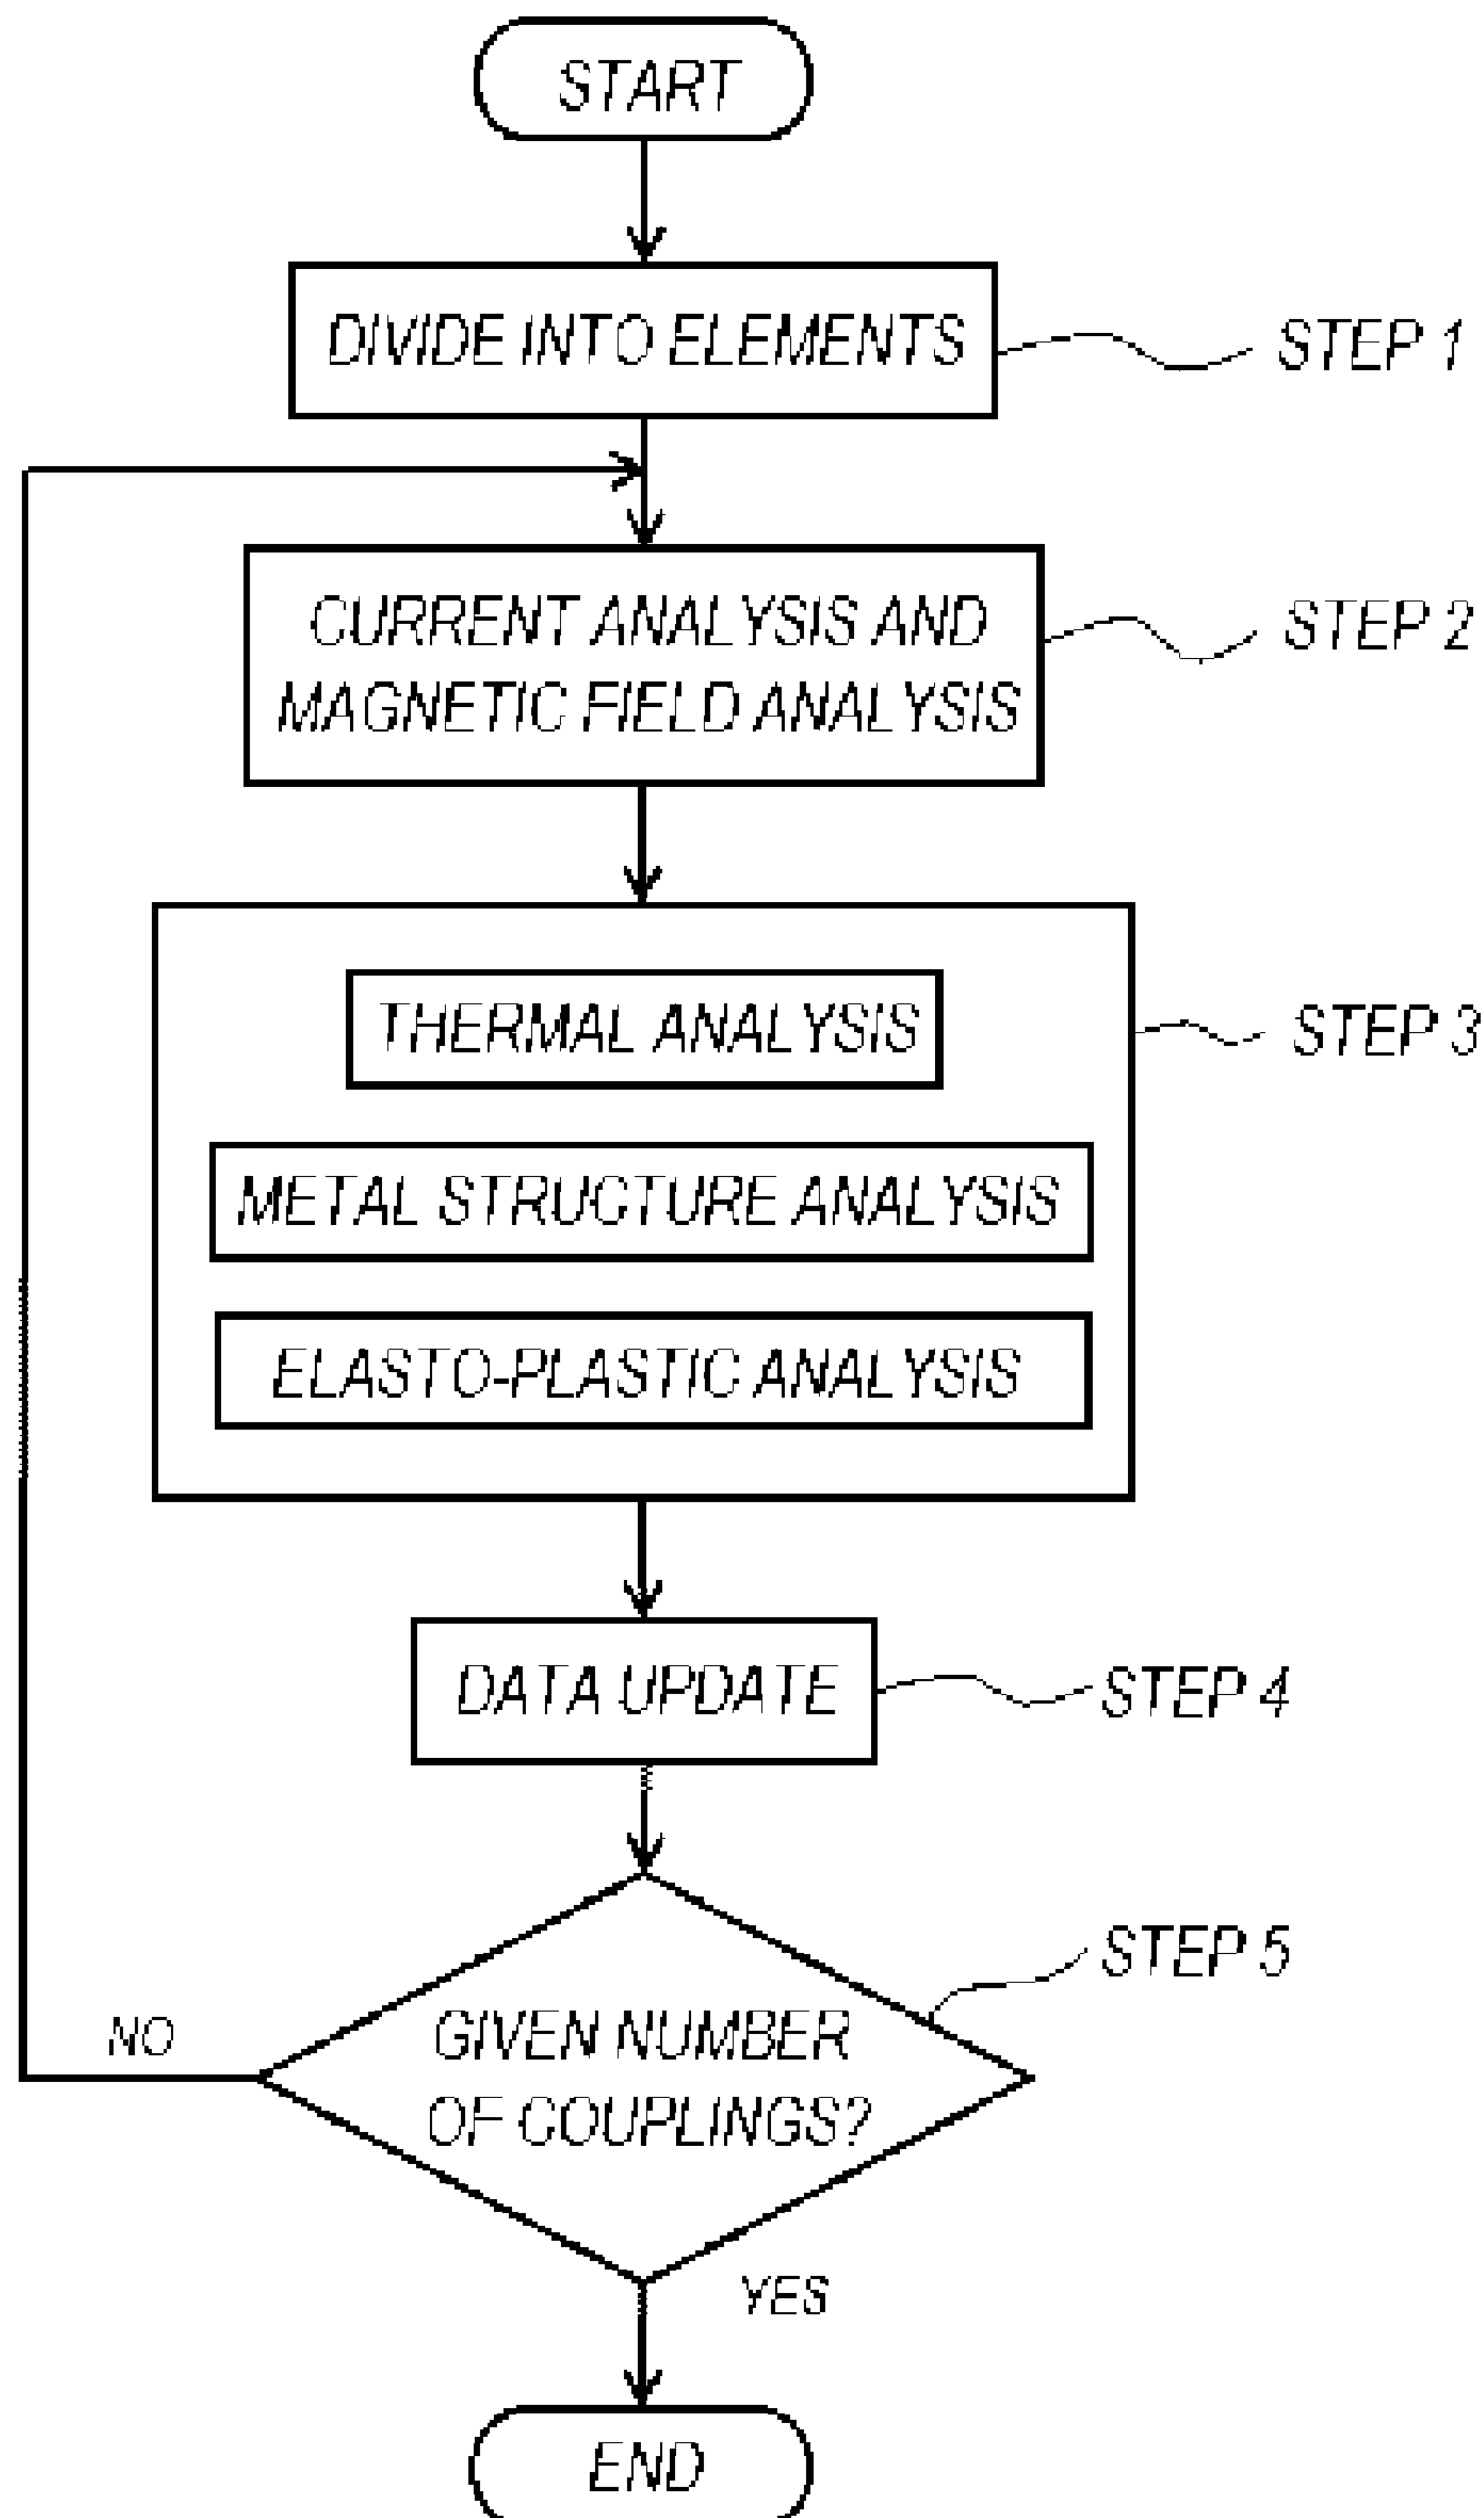 START
DIVIDE INTO ELEMENTS
STEP 1
CURRENT ANALYSIS AND
MAGNETIC FIELD ANALYSIS
STEP 2
THERMAL ANALYSIS
STEP 3
METAL STRUCTURE ANALYSIS
ELASTO-PLASTIC ANALYSIS
DATA UPDATE
STEP 4
STEP 5
NO
GIVEN NUMBER
OF COUPLINGS?
YES
END